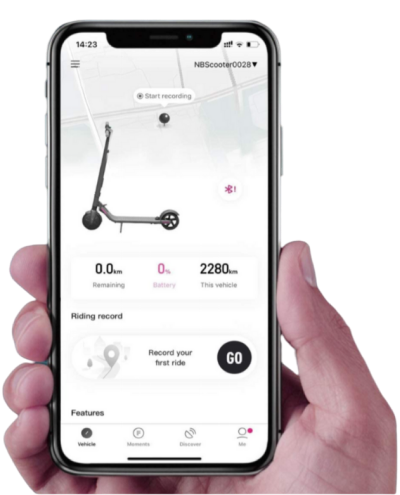 14:23
NBScooter0028▼
Start recording
0.0km
0%
2280km
Remaining
Battery
This vehicle
Riding record
Record your
first ride
GO
Features
Vehicle
Moments
Discover
Me